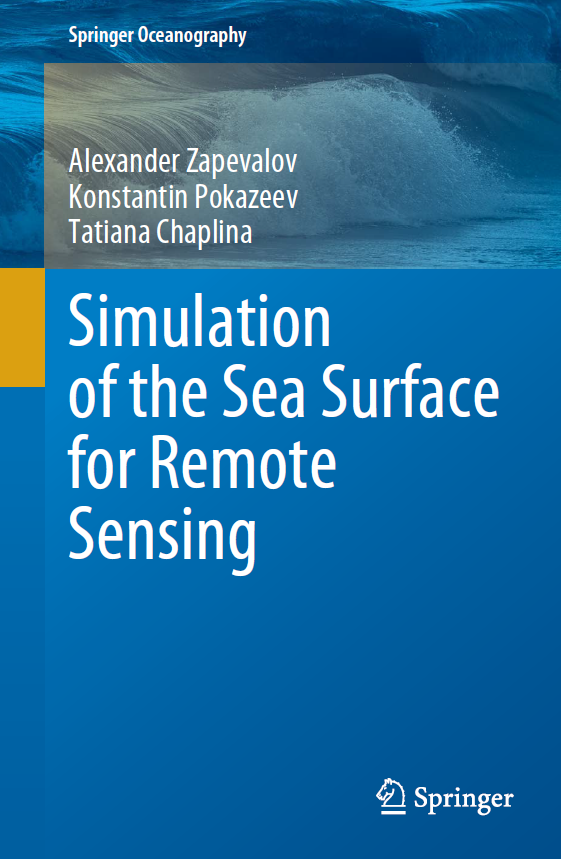 Springer Oceanography
Alexander Zapevalov
Konstantin Pokazeev
Tatiana Chaplina
Simulation
of the Sea Surface
for Remote
Sensing
Springer